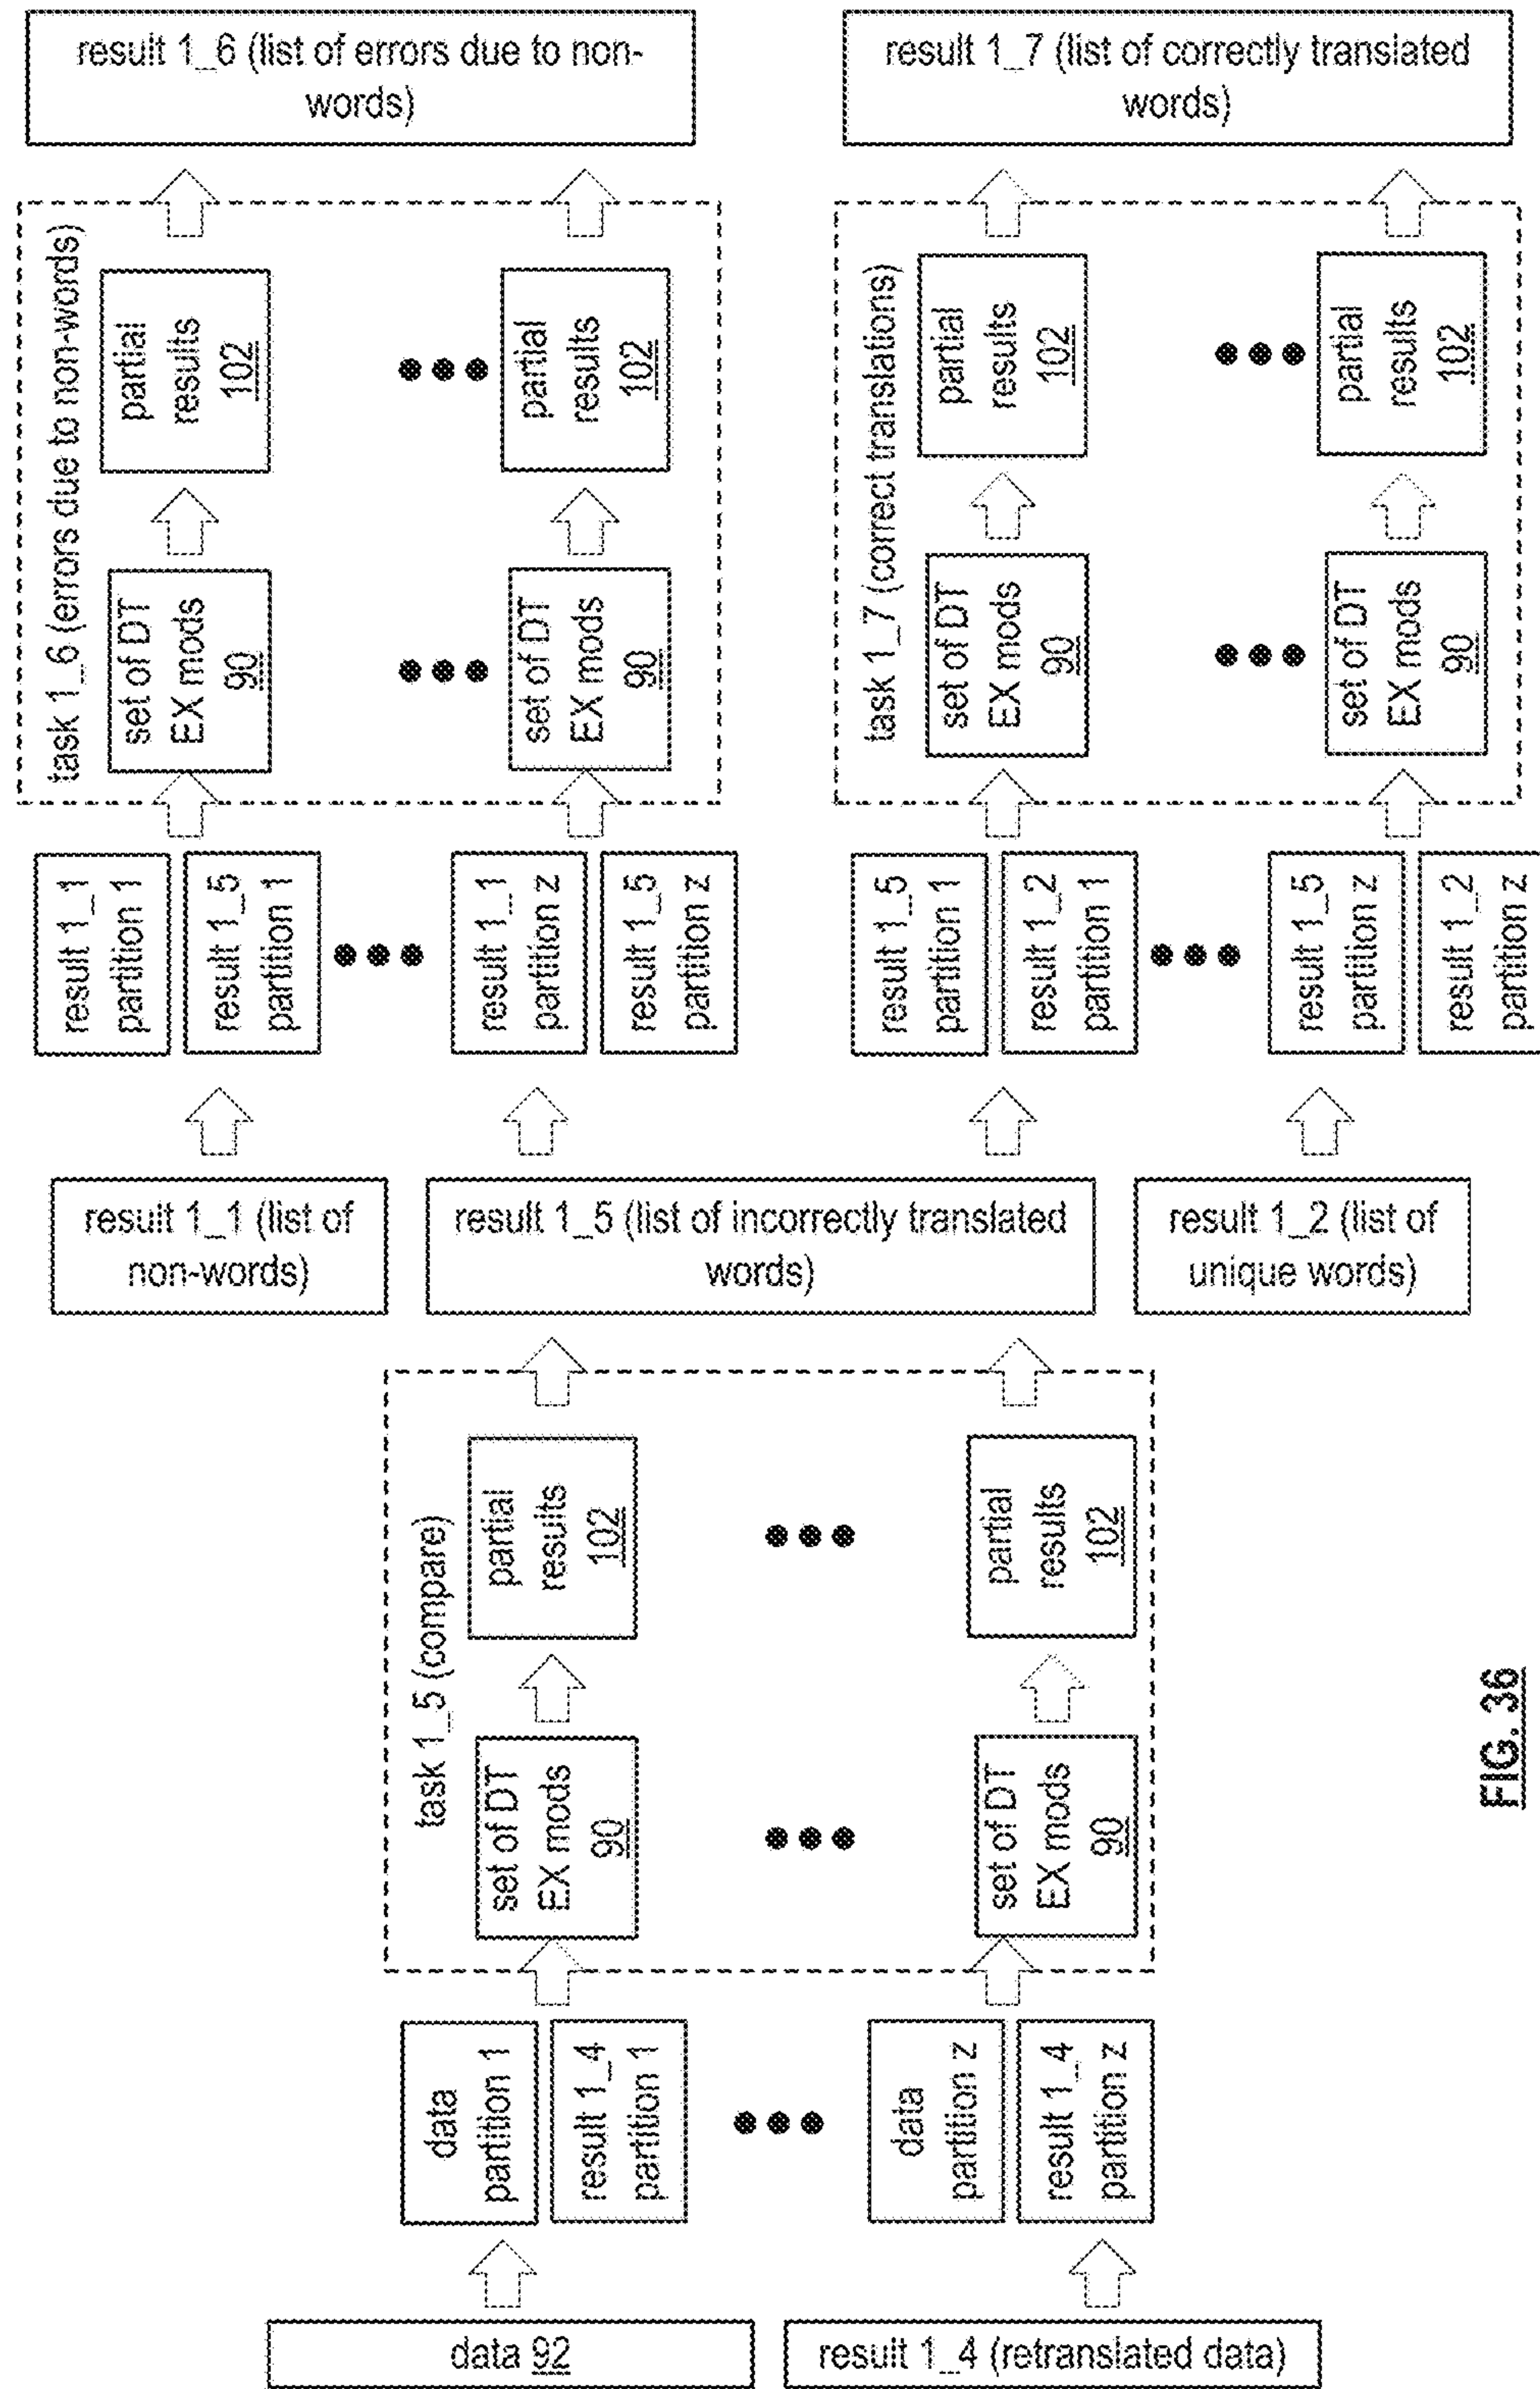 data 92
result 1_4 (retranslated data)
data
partition 1
result 1_4
partition 1
data
partition z
result 1_4
partition z
task 1_5 (compare)
set of DT
EX mods
90
partial
results
102
set of DT
EX mods
90
partial
results
102
result 1_1 (list of
non-words)
result 1_5 (list of incorrectly translated
words)
result 1_2 (list of
unique words)
result 1_1
partition 1
result 1_5
partition 1
result 1_1
partition z
result 1_5
partition z
task 1_6 (errors due to non-words)
set of DT
EX mods
90
partial
results
102
set of DT
EX mods
90
partial
results
102
result 1_6 (list of errors due to non-
words)
result 1_5
partition 1
result 1_2
partition 1
result 1_5
partition z
result 1_2
partition z
task 1_7 (correct translations)
set of DT
EX mods
90
partial
results
102
set of DT
EX mods
90
partial
results
102
result 1_7 (list of correctly translated
words)
FIG. 36